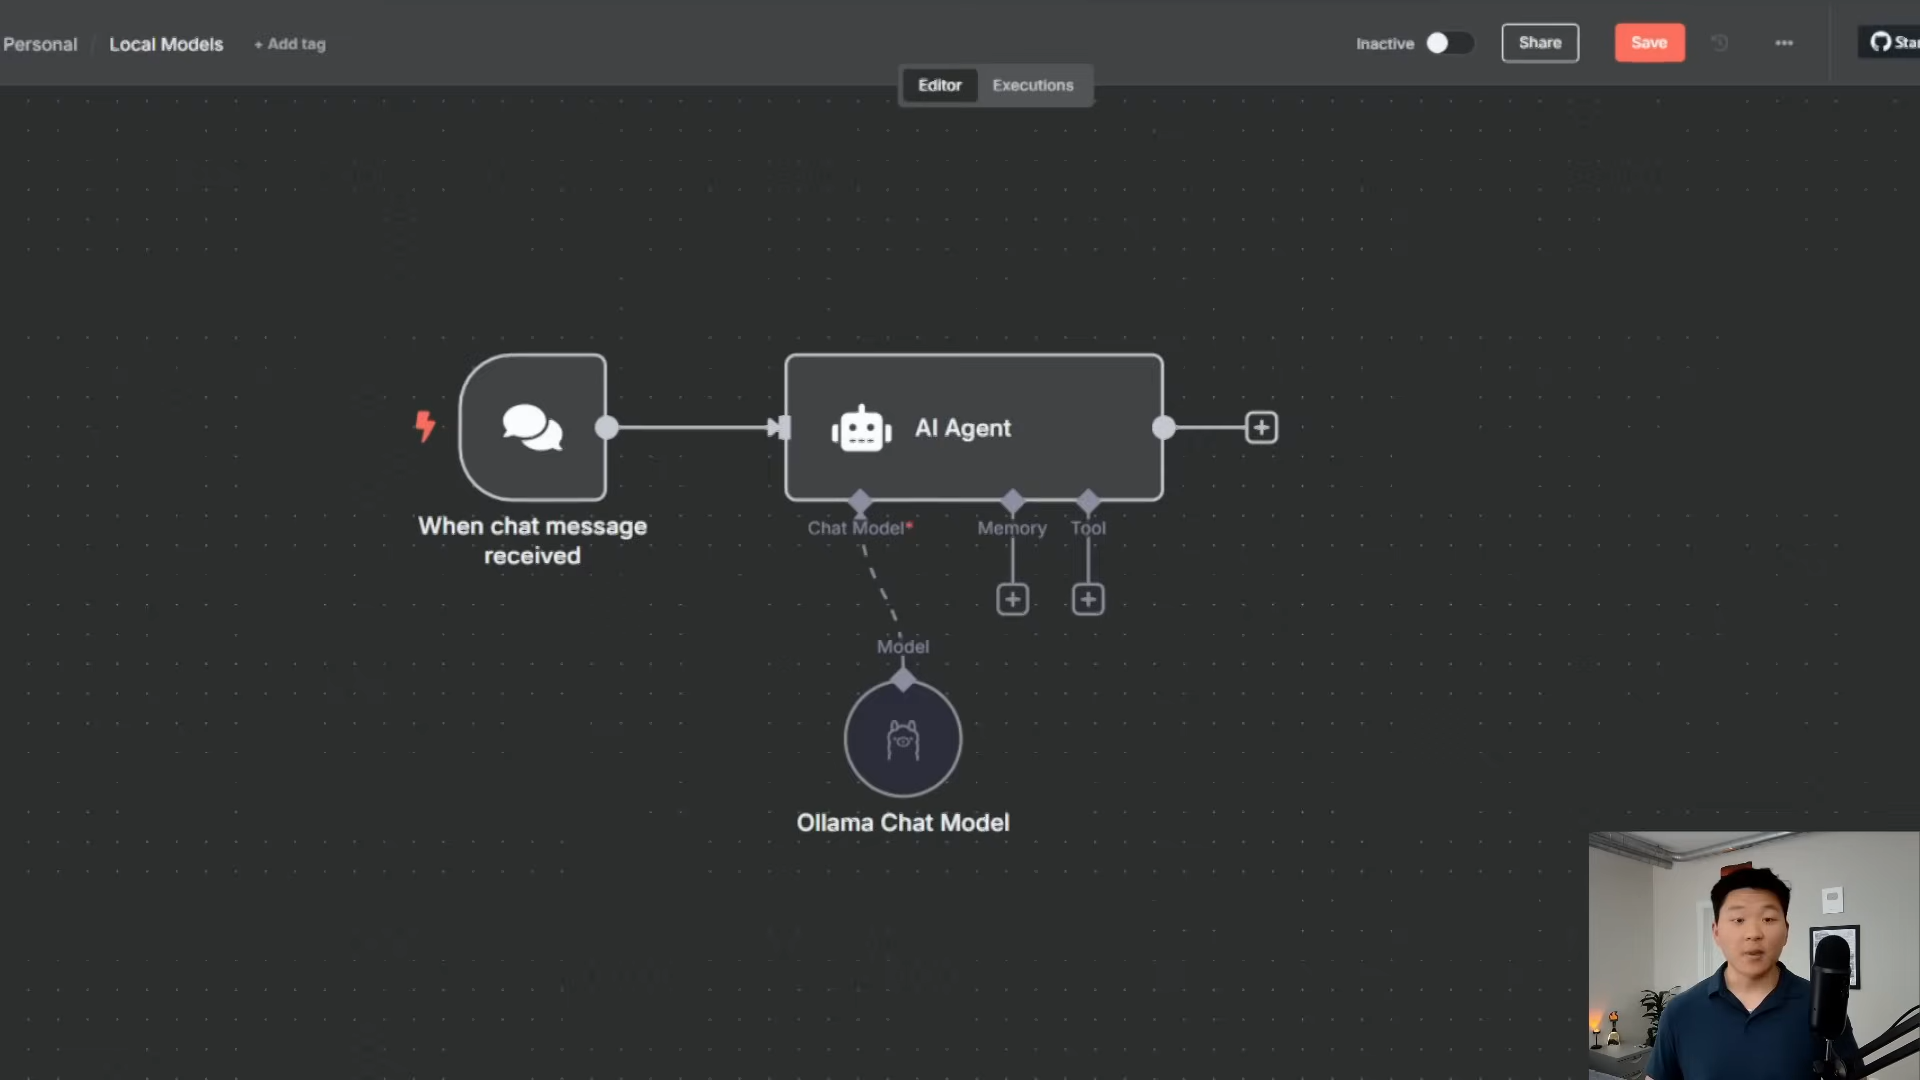 Personal / Local Models + Add tag
Inactive
Share
Save
Editor Executions
AI Agent
When chat message
received
Chat Model*
Memory
Tool
Model
Ollama Chat Model